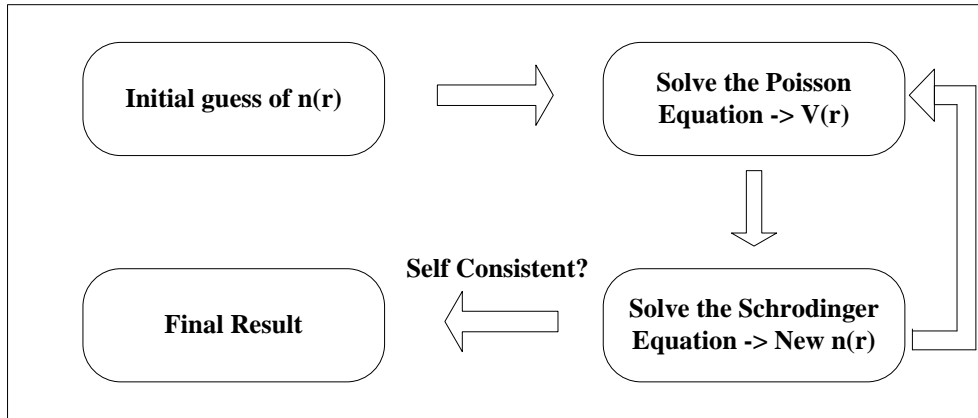 Initial guess of n(r)
Solve the Poisson
Equation -> V(r)
Self Consistent?
Final Result
Solve the Schrodinger
Equation -> New n(r)